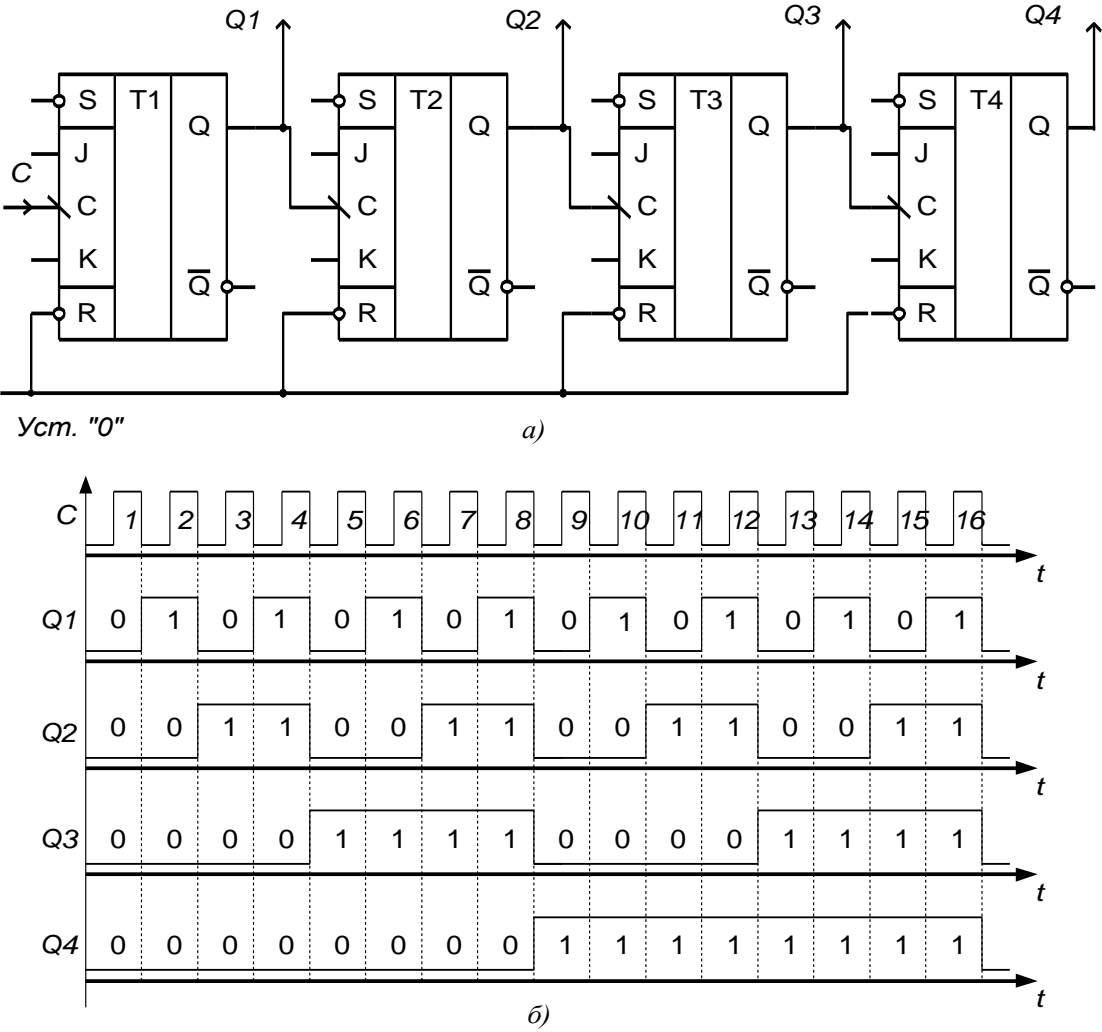 Q1 Q2 Q3 Q4
S T1 S T2 S T3 S T4
Q Q Q Q
J J J J
C
C C C C
K K K K
Q̅ Q̅ Q̅ Q̅
R R R R
Уст. "0"
а)
C 1 2 3 4 5 6 7 8 9 10 11 12 13 14 15 16
t
Q1 0 1 0 1 0 1 0 1 0 1 0 1 0 1 0 1
t
Q2 0 0 1 1 0 0 1 1 0 0 1 1 0 0 1 1
t
Q3 0 0 0 0 1 1 1 1 0 0 0 0 1 1 1 1
t
Q4 0 0 0 0 0 0 0 0 1 1 1 1 1 1 1 1
t
б)